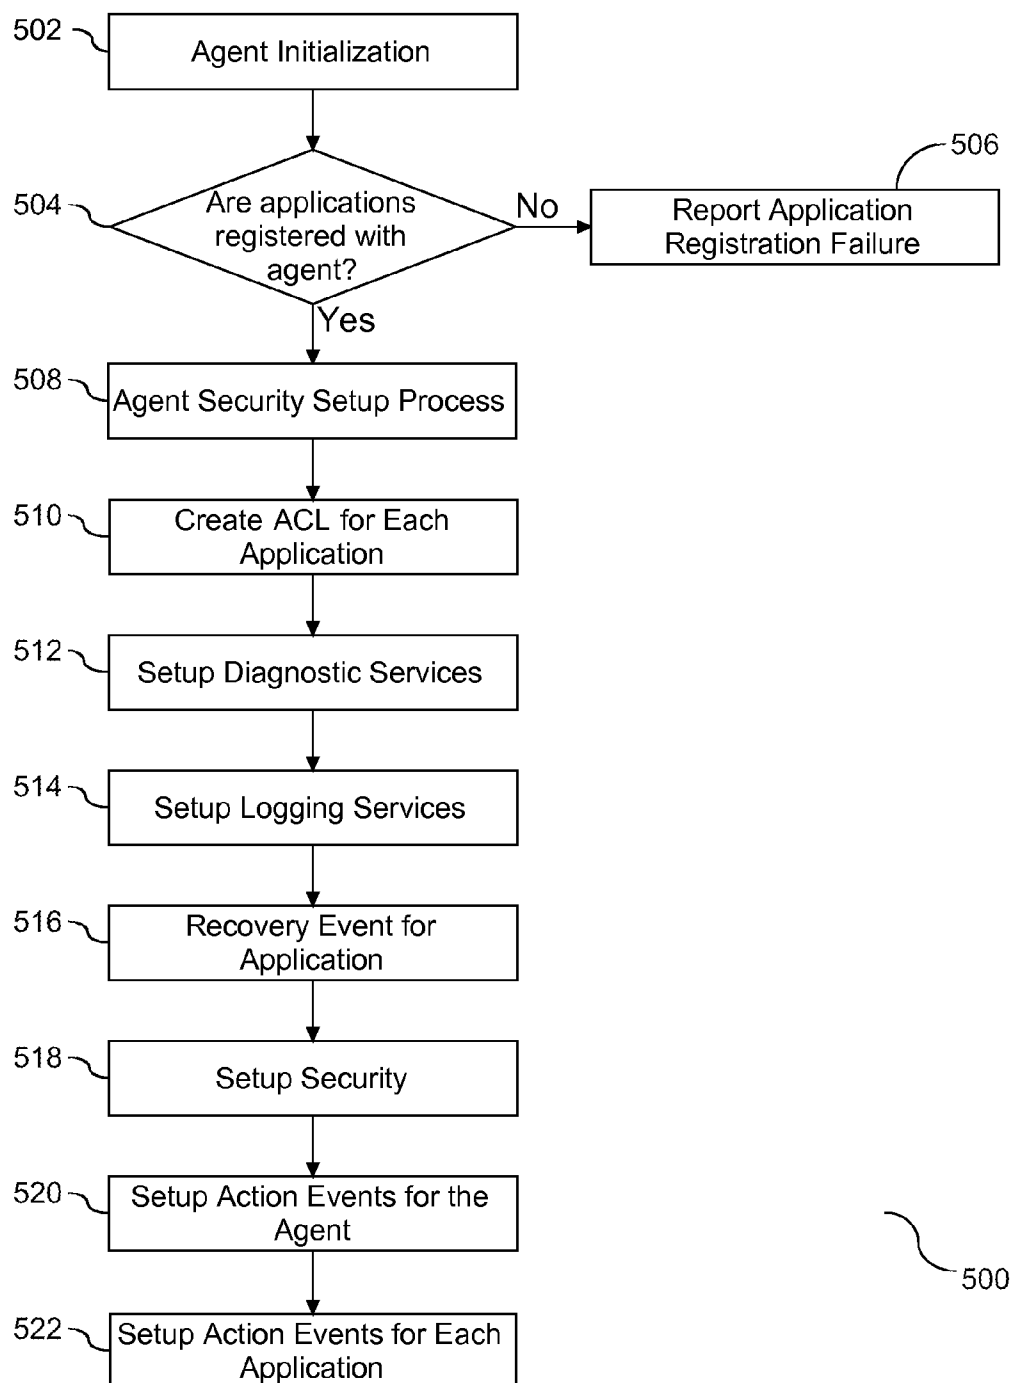 502
Agent Initialization
506
504
Are applications
registered with
agent?
No
Report Application
Registration Failure
Yes
508
Agent Security Setup Process
510
Create ACL for Each
Application
512
Setup Diagnostic Services
514
Setup Logging Services
516
Recovery Event for
Application
518
Setup Security
520
Setup Action Events for the
Agent
500
522
Setup Action Events for Each
Application